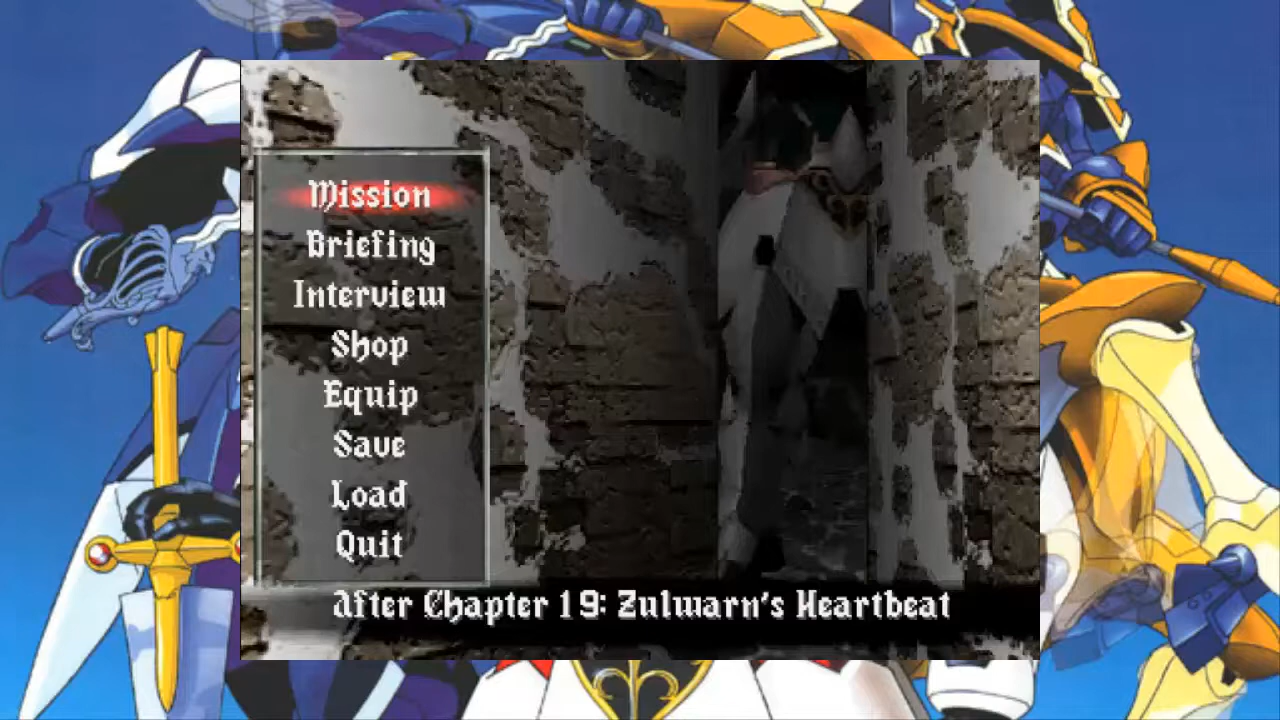 Mission
Briefing
Interview
Shop
Equip
Save
Load
Quit
After Chapter 19: Zulwarn's Heartbeat